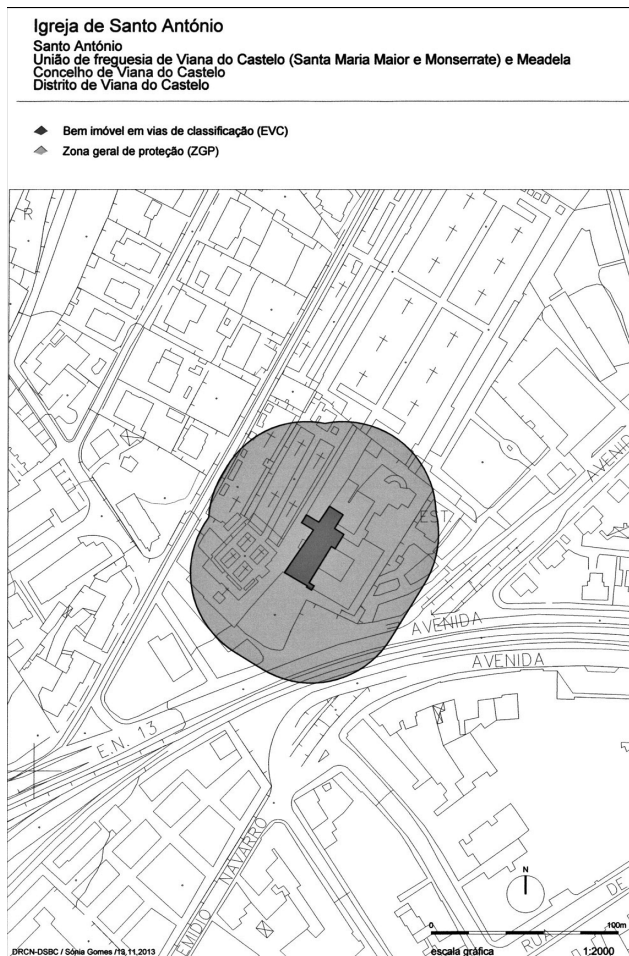 Igreja de Santo António
Santo António
União de freguesia de Viana do Castelo (Santa Maria Maior e Monserrate) e Meadela
Concelho de Viana do Castelo
Distrito de Viana do Castelo
Bem imóvel em vias de classificação (EVC)
Zona geral de proteção (ZGP)
R
AVENIDA
EST
AVENIDA
AVENIDA
E.N. 13
EMIDIO NAVARRO
N
DE
RUA
0 100m
escala gráfica 1:2000
DRCN-DSBC / Sónia Gomes /13,11,2013